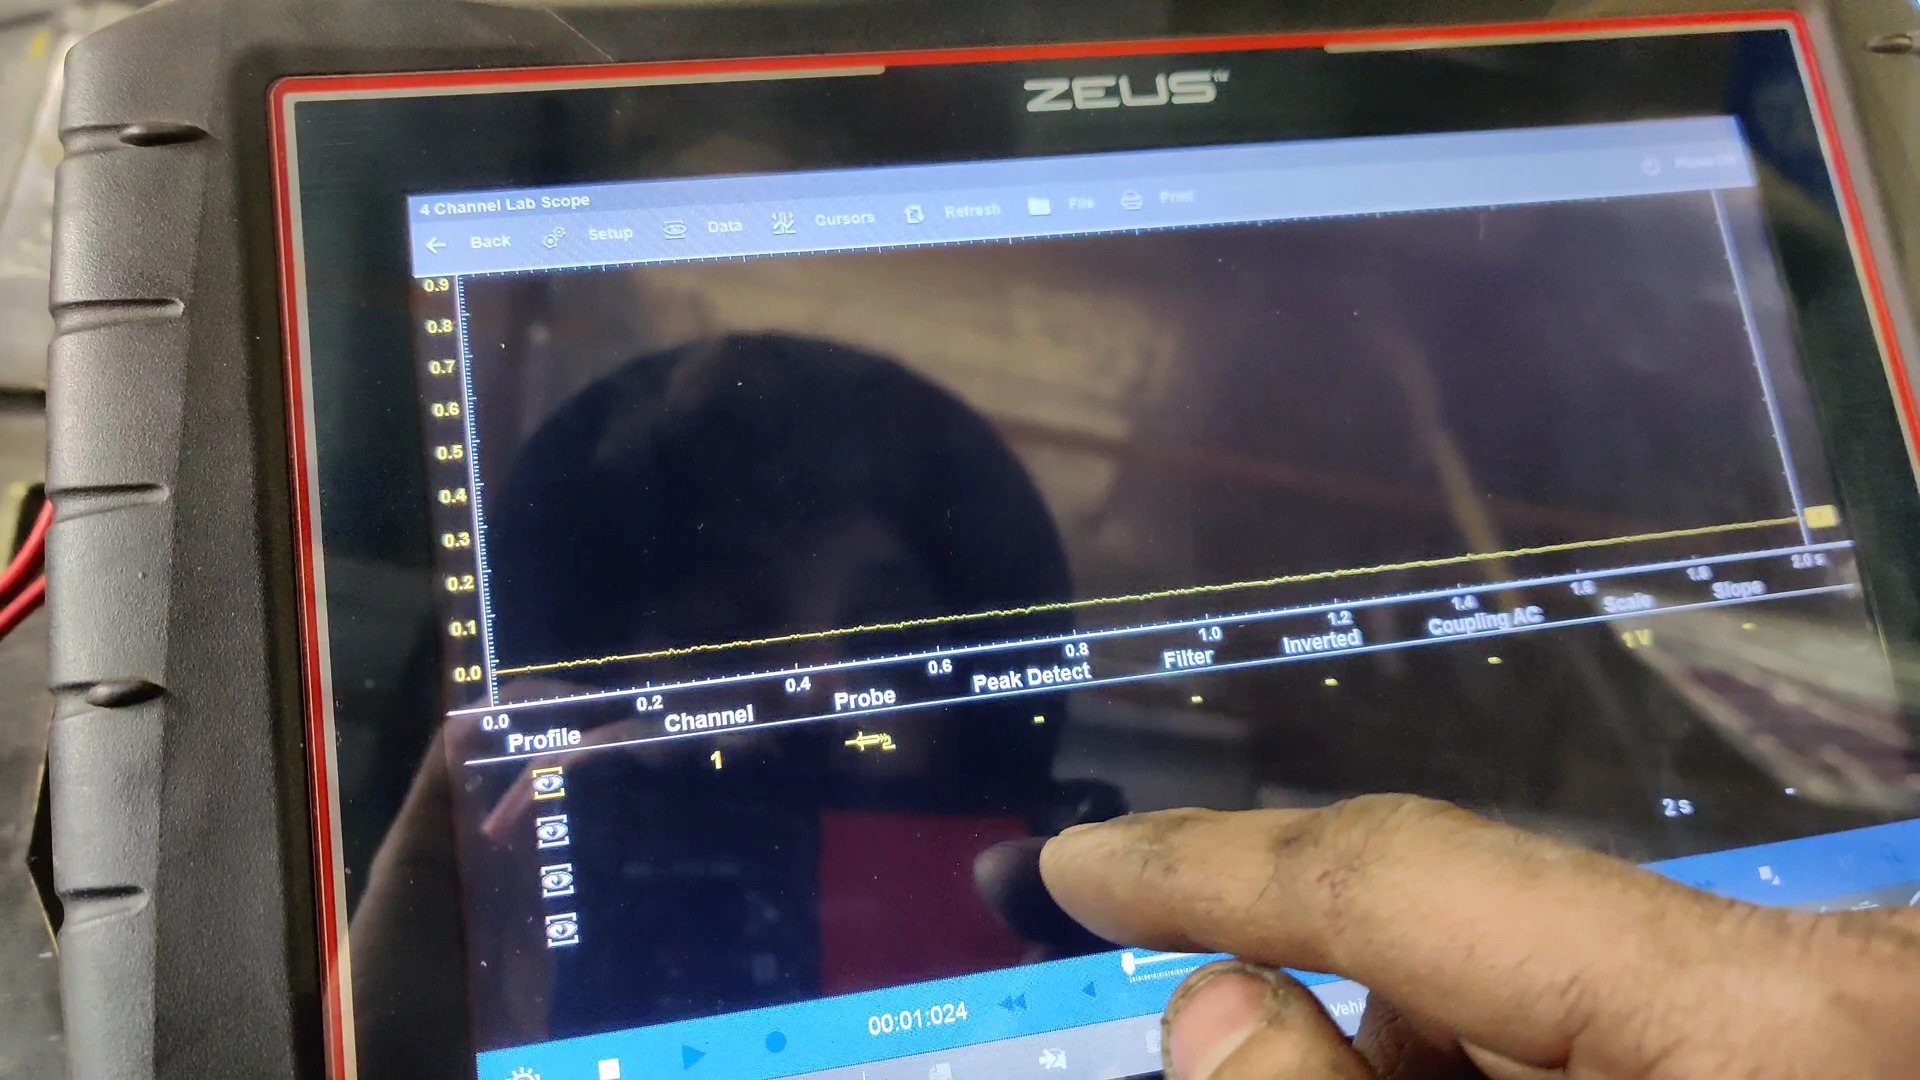 ZEUS™
4 Channel Lab Scope
Back Setup Data Cursors Refresh File Print
0.9
0.8
0.7
0.6
0.5
0.4
0.3
0.2
0.1
0.0
0.0 0.2 0.4 0.6 0.8 1.0 1.2 1.4 1.6 1.8 2.0 s
Profile Channel Probe Peak Detect Filter Inverted Coupling AC Scale Slope
1 - - - - 1 V -
2 s
00:01:024